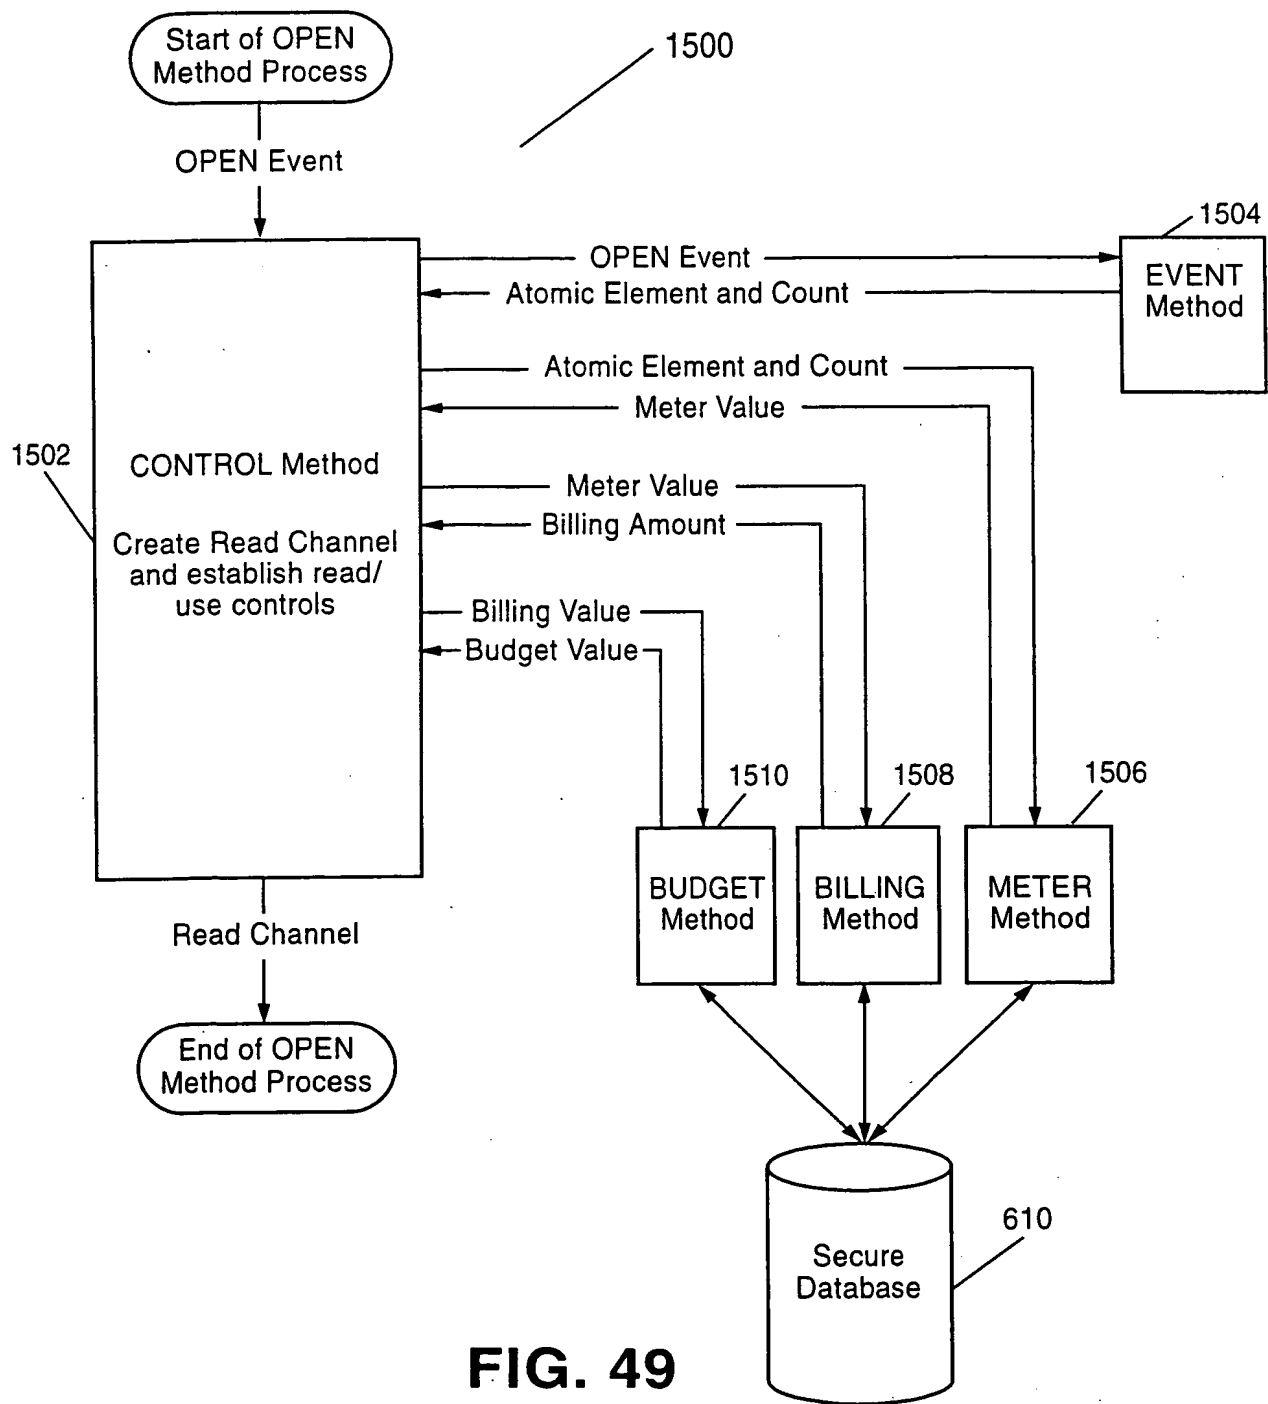 Start of OPEN
Method Process
1500
OPEN Event
1504
OPEN Event
EVENT
Method
Atomic Element and Count
Atomic Element and Count
Meter Value
1502
CONTROL Method
Create Read Channel
and establish read/
use controls
Meter Value
Billing Amount
Billing Value
Budget Value
1510
1508
1506
BUDGET
Method
BILLING
Method
METER
Method
Read Channel
End of OPEN
Method Process
610
Secure
Database
FIG. 49